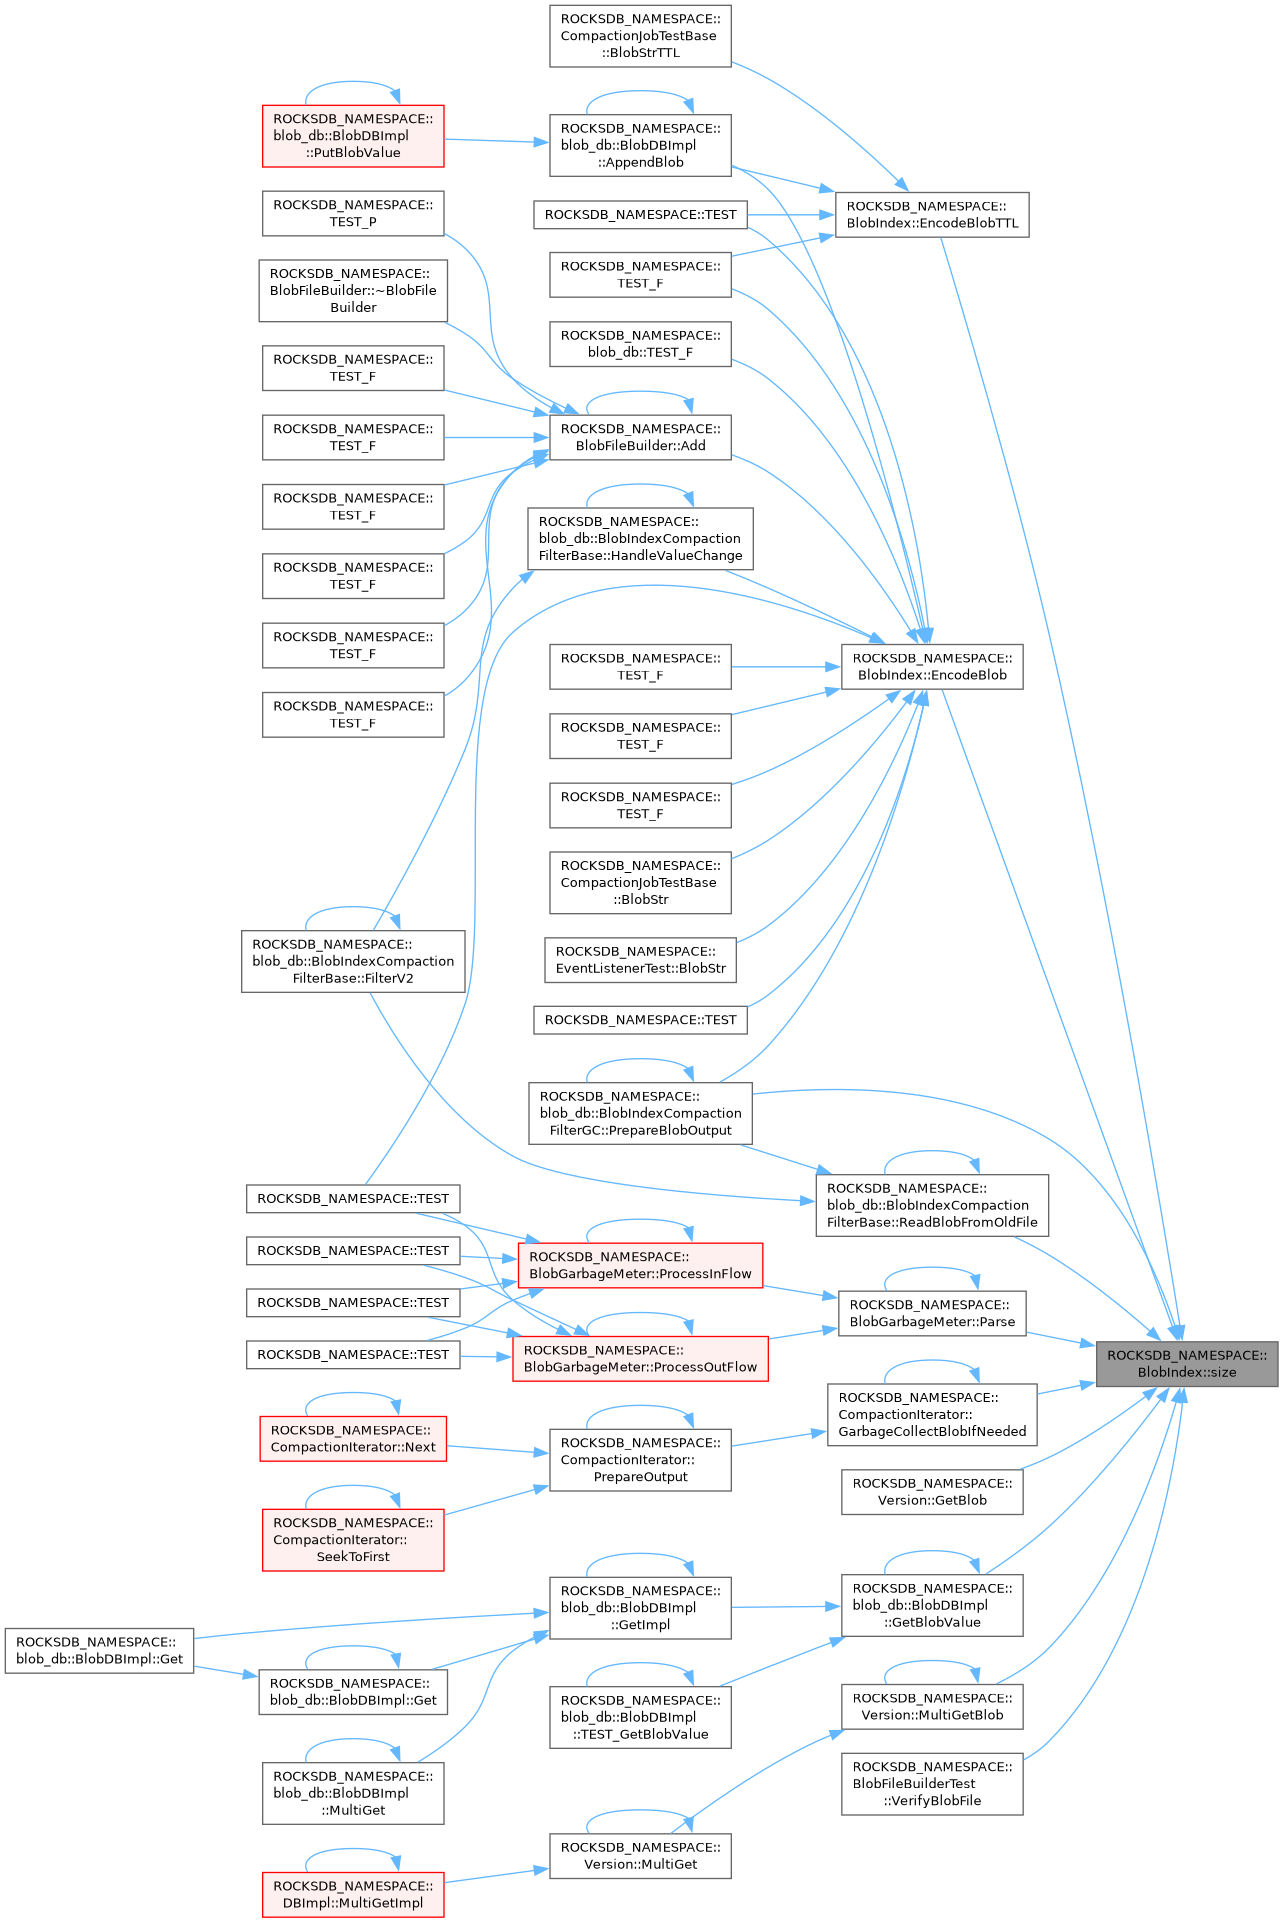 ROCKSDB_NAMESPACE::
CompactionJobTestBase
::BlobStrTTL
ROCKSDB_NAMESPACE::
blob_db::BlobDBImpl
::PutBlobValue
ROCKSDB_NAMESPACE::
blob_db::BlobDBImpl
::AppendBlob
ROCKSDB_NAMESPACE::
TEST_P
ROCKSDB_NAMESPACE::TEST
ROCKSDB_NAMESPACE::
BlobIndex::EncodeBlobTTL
ROCKSDB_NAMESPACE::
BlobFileBuilder::~BlobFile
Builder
ROCKSDB_NAMESPACE::
TEST_F
ROCKSDB_NAMESPACE::
TEST_F
ROCKSDB_NAMESPACE::
blob_db::TEST_F
ROCKSDB_NAMESPACE::
TEST_F
ROCKSDB_NAMESPACE::
BlobFileBuilder::Add
ROCKSDB_NAMESPACE::
TEST_F
ROCKSDB_NAMESPACE::
blob_db::BlobIndexCompaction
FilterBase::HandleValueChange
ROCKSDB_NAMESPACE::
TEST_F
ROCKSDB_NAMESPACE::
TEST_F
ROCKSDB_NAMESPACE::
TEST_F
ROCKSDB_NAMESPACE::
TEST_F
ROCKSDB_NAMESPACE::
BlobIndex::EncodeBlob
ROCKSDB_NAMESPACE::
TEST_F
ROCKSDB_NAMESPACE::
TEST_F
ROCKSDB_NAMESPACE::
CompactionJobTestBase
::BlobStr
ROCKSDB_NAMESPACE::
blob_db::BlobIndexCompaction
FilterBase::FilterV2
ROCKSDB_NAMESPACE::
EventListenerTest::BlobStr
ROCKSDB_NAMESPACE::TEST
ROCKSDB_NAMESPACE::
blob_db::BlobIndexCompaction
FilterGC::PrepareBlobOutput
ROCKSDB_NAMESPACE::TEST
ROCKSDB_NAMESPACE::
blob_db::BlobIndexCompaction
FilterBase::ReadBlobFromOldFile
ROCKSDB_NAMESPACE::TEST
ROCKSDB_NAMESPACE::
BlobGarbageMeter::ProcessInFlow
ROCKSDB_NAMESPACE::TEST
ROCKSDB_NAMESPACE::
BlobGarbageMeter::Parse
ROCKSDB_NAMESPACE::TEST
ROCKSDB_NAMESPACE::
BlobGarbageMeter::ProcessOutFlow
ROCKSDB_NAMESPACE::
BlobIndex::size
ROCKSDB_NAMESPACE::
CompactionIterator::
GarbageCollectBlobIfNeeded
ROCKSDB_NAMESPACE::
CompactionIterator::Next
ROCKSDB_NAMESPACE::
CompactionIterator::
PrepareOutput
ROCKSDB_NAMESPACE::
Version::GetBlob
ROCKSDB_NAMESPACE::
CompactionIterator::
SeekToFirst
ROCKSDB_NAMESPACE::
blob_db::BlobDBImpl
::GetImpl
ROCKSDB_NAMESPACE::
blob_db::BlobDBImpl
::GetBlobValue
ROCKSDB_NAMESPACE::
blob_db::BlobDBImpl::Get
ROCKSDB_NAMESPACE::
blob_db::BlobDBImpl::Get
ROCKSDB_NAMESPACE::
blob_db::BlobDBImpl
::TEST_GetBlobValue
ROCKSDB_NAMESPACE::
Version::MultiGetBlob
ROCKSDB_NAMESPACE::
blob_db::BlobDBImpl
::MultiGet
ROCKSDB_NAMESPACE::
BlobFileBuilderTest
::VerifyBlobFile
ROCKSDB_NAMESPACE::
Version::MultiGet
ROCKSDB_NAMESPACE::
DBImpl::MultiGetImpl